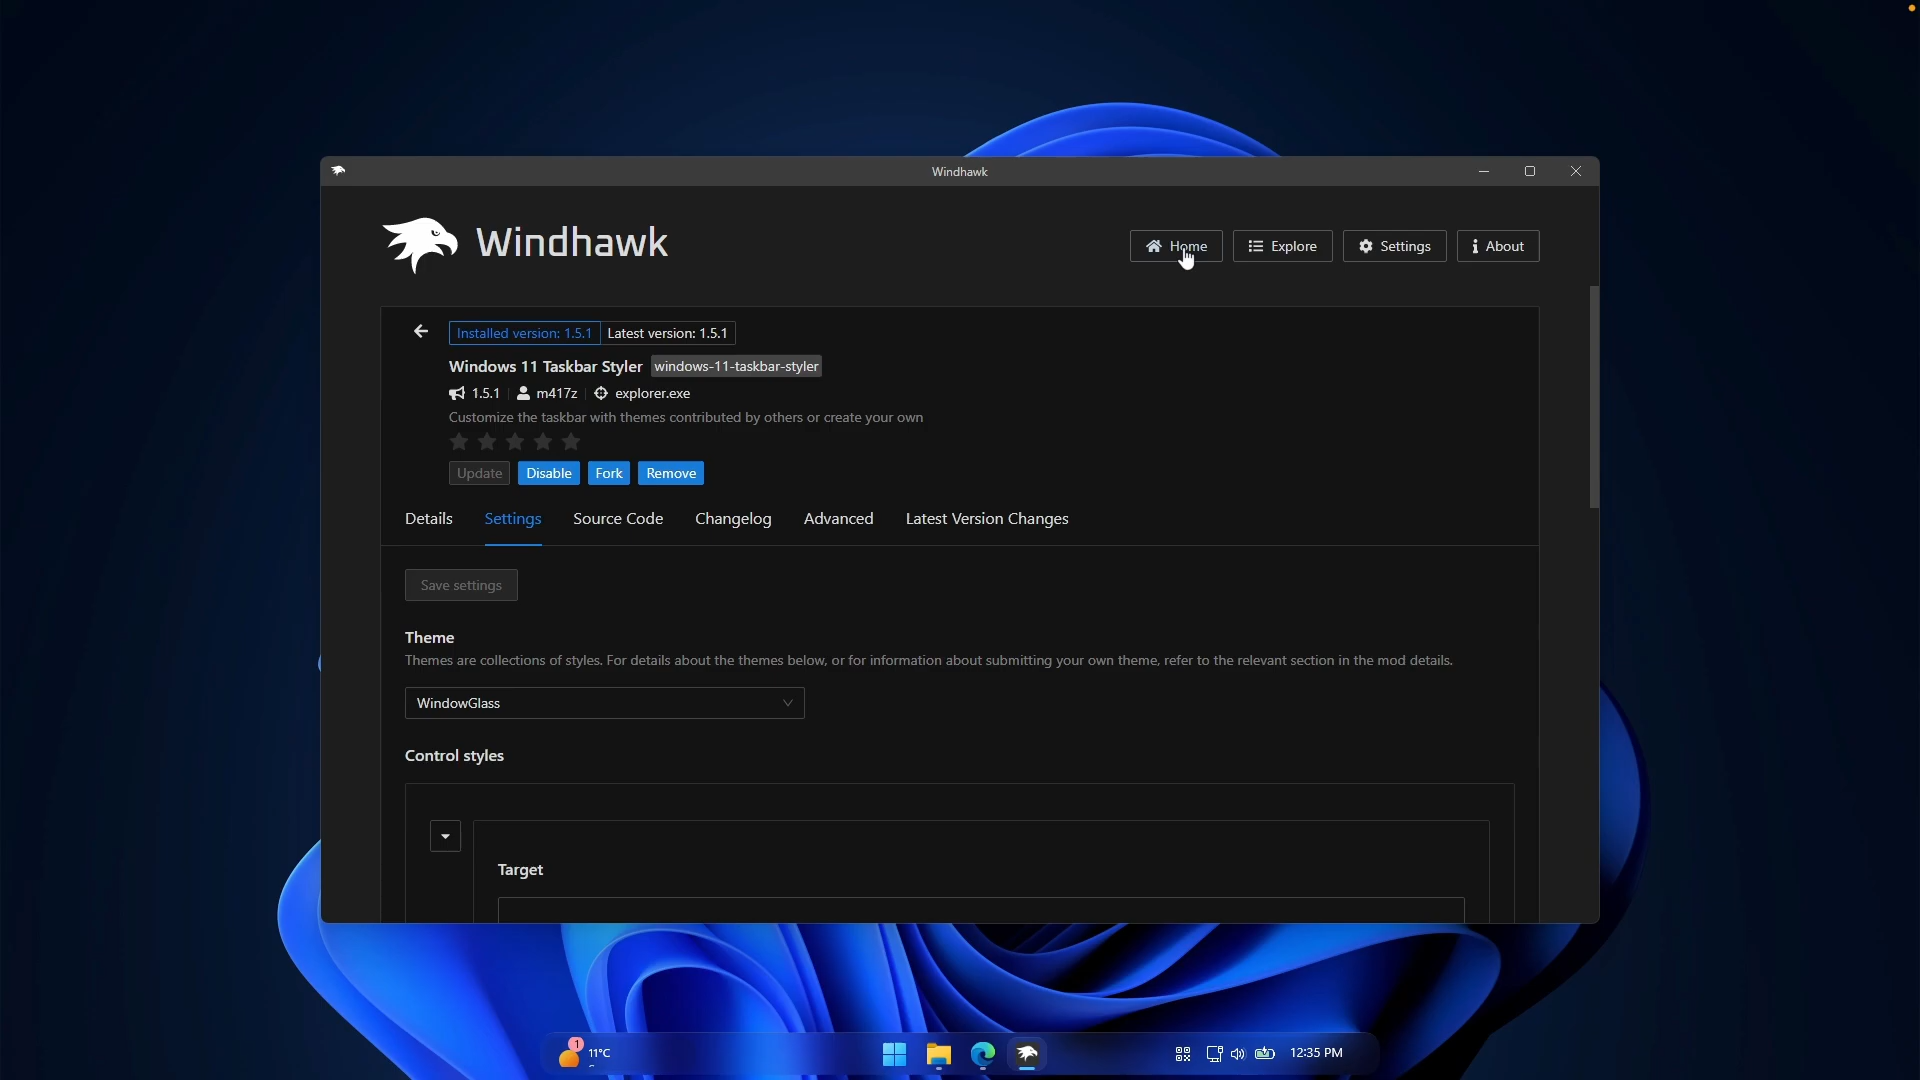 Windhawk
Windhawk
Home
Explore
Settings
About
Installed version: 1.5.1
Latest version: 1.5.1
Windows 11 Taskbar Styler windows-11-taskbar-styler
1.5.1 m417z explorer.exe
Customize the taskbar with themes contributed by others or create your own
Update Disable Fork Remove
Details Settings Source Code Changelog Advanced Latest Version Changes
Save settings
Theme
Themes are collections of styles. For details about the themes below, or for information about submitting your own theme, refer to the relevant section in the mod details.
WindowGlass
Control styles
Target
1
11°C
12:35 PM